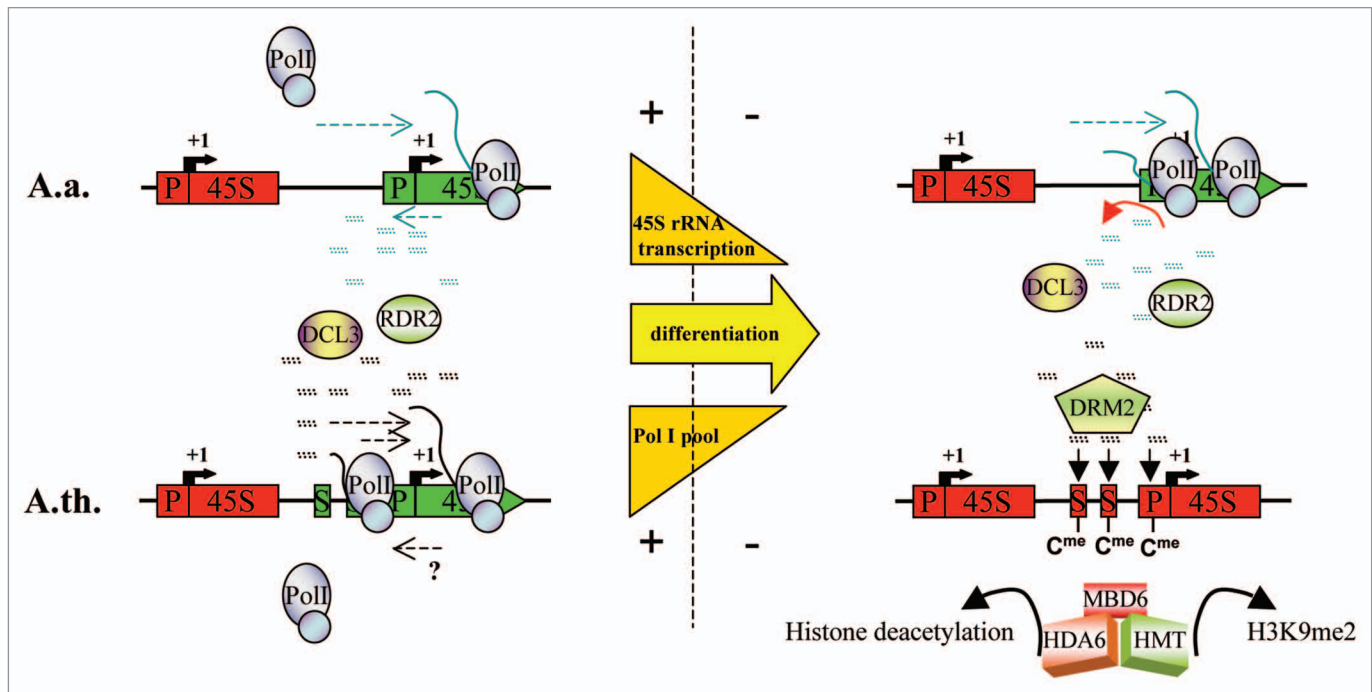 PolI
+
-
+1
+1
+1
+1
A.a.
P 45S
P 45S
PolI
P 45S
PolI
PolI
45S rRNA
transcription
DCL3
RDR2
differentiation
DCL3
RDR2
DRM2
Pol I pool
+1
+1
+1
+1
A.th.
P 45S
S
PolI
P
PolI
P 45S
S
S
P 45S
?
+
-
Cme
Cme
Cme
PolI
MBD6
Histone deacetylation
HDA6
HMT
H3K9me2